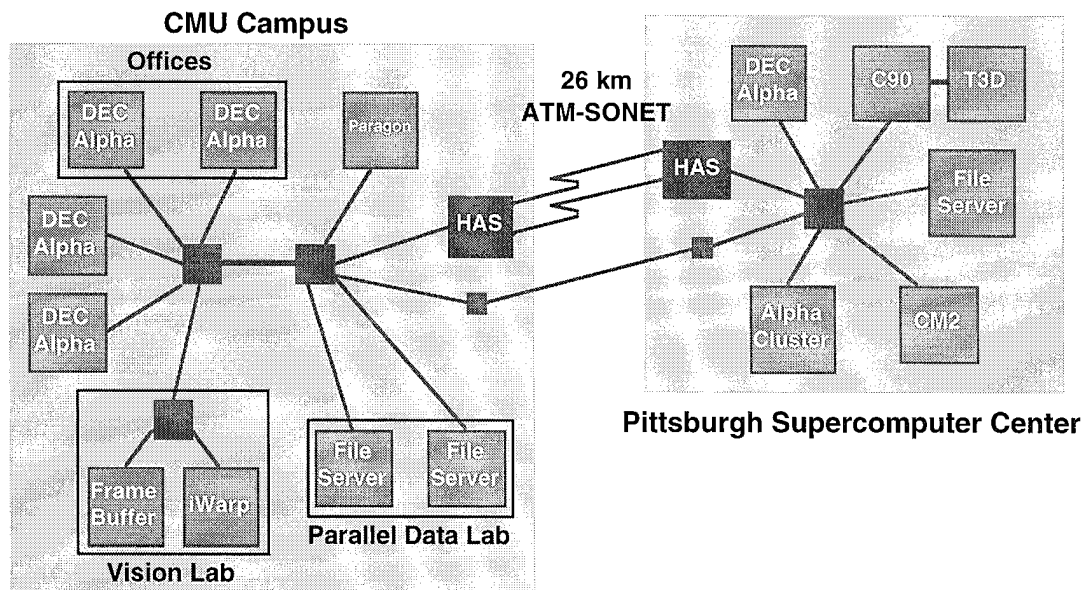 CMU Campus
Offices
DEC
Alpha
DEC
Alpha
Paragon
DEC
Alpha
DEC
Alpha
HAS
Frame
Buffer
iWarp
Vision Lab
File
Server
File
Server
Parallel Data Lab
26 km
ATM-SONET
HAS
DEC
Alpha
C90
T3D
File
Server
Alpha
Cluster
CM2
Pittsburgh Supercomputer Center